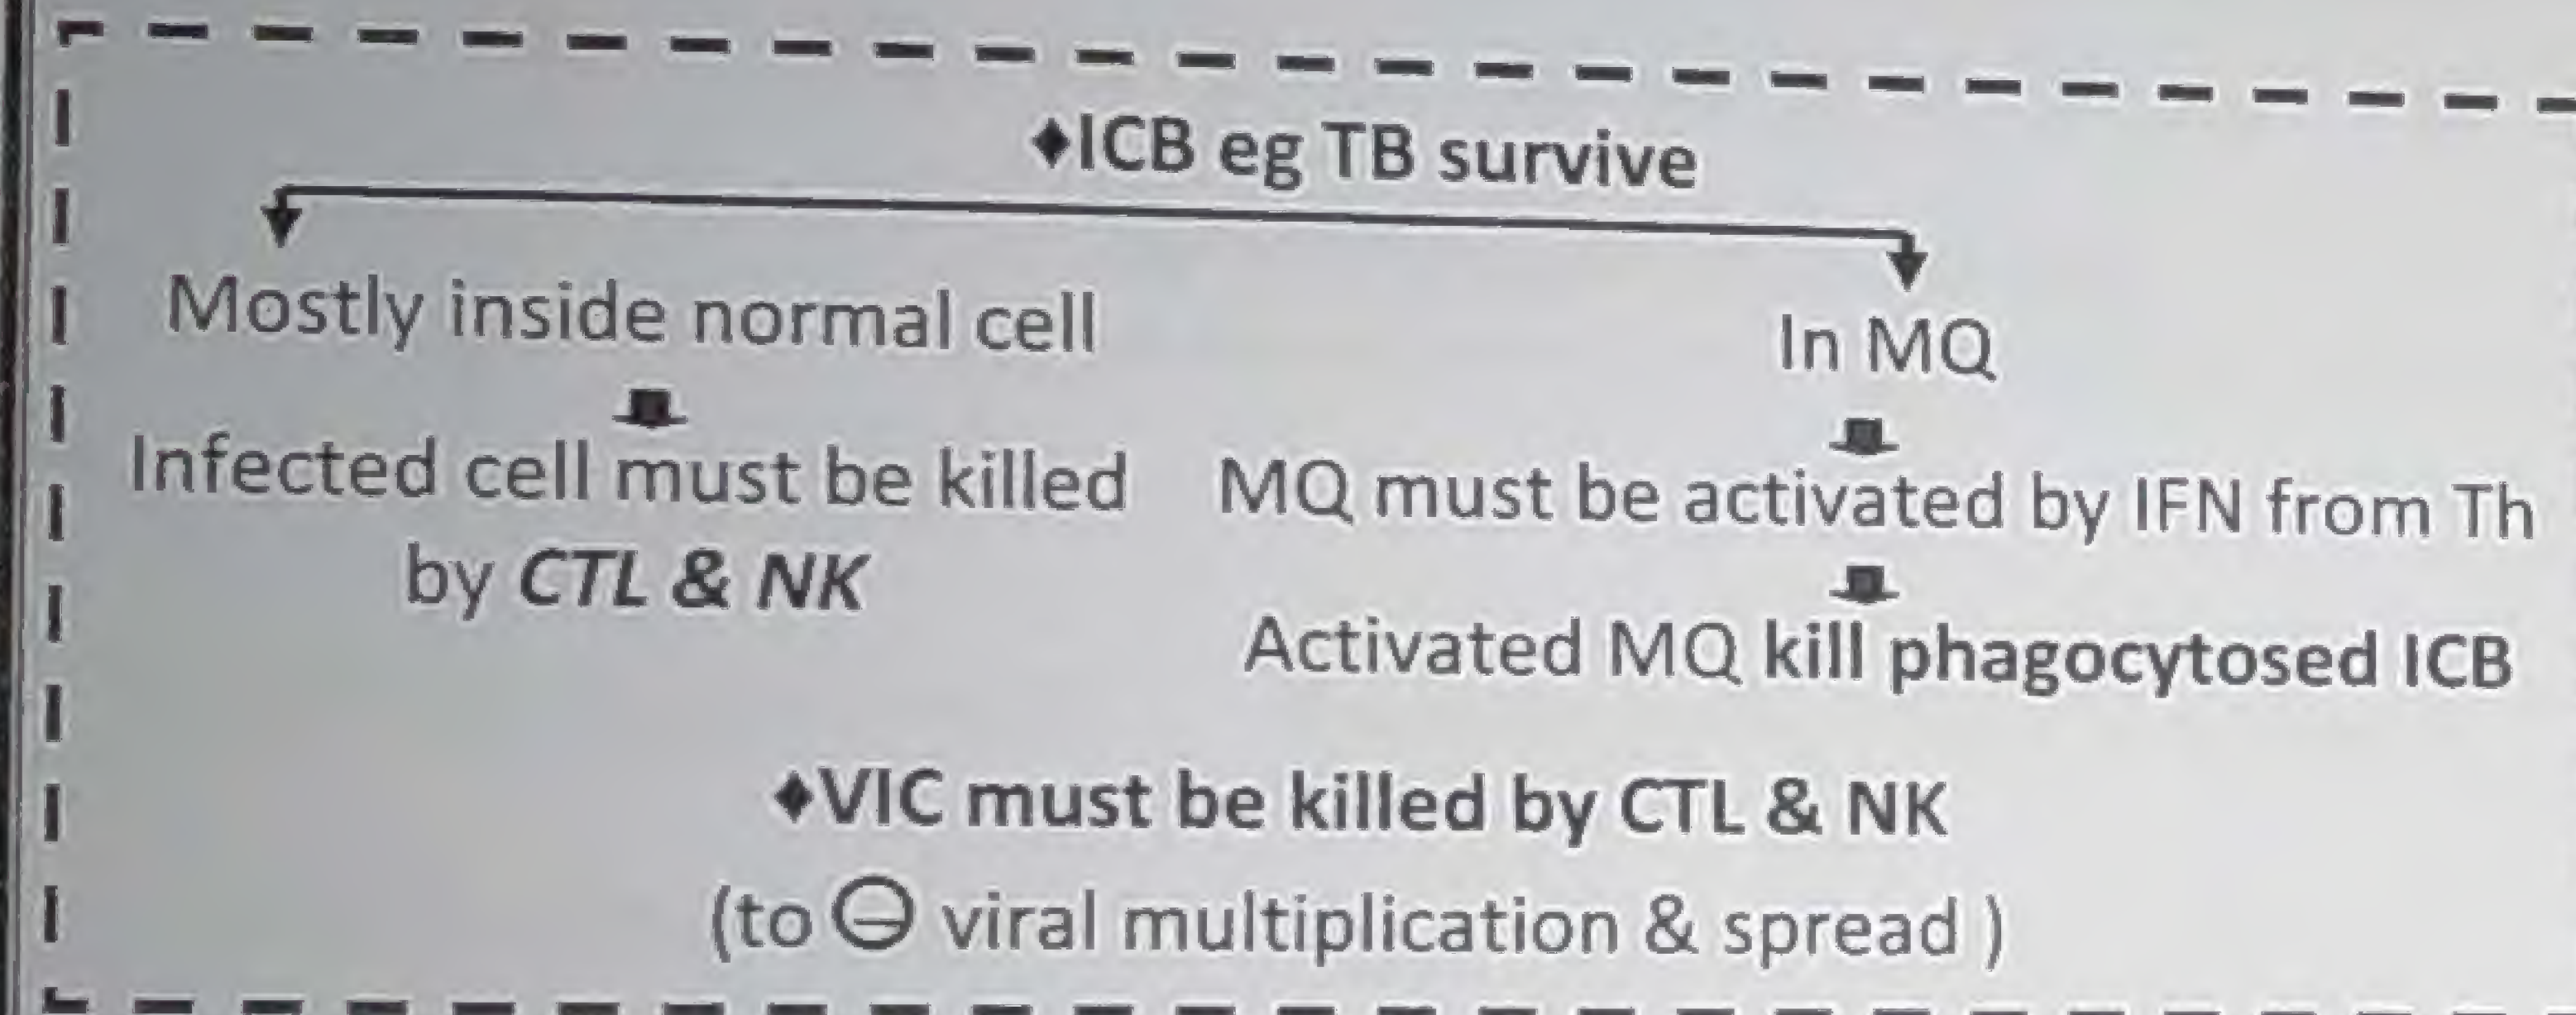 ♦ICB eg TB survive
Mostly inside normal cell
Infected cell must be killed
by CTL & NK
In MQ
MQ must be activated by IFN from Th
Activated MQ kill phagocytosed ICB
♦VIC must be killed by CTL & NK
(to ⊖ viral multiplication & spread )